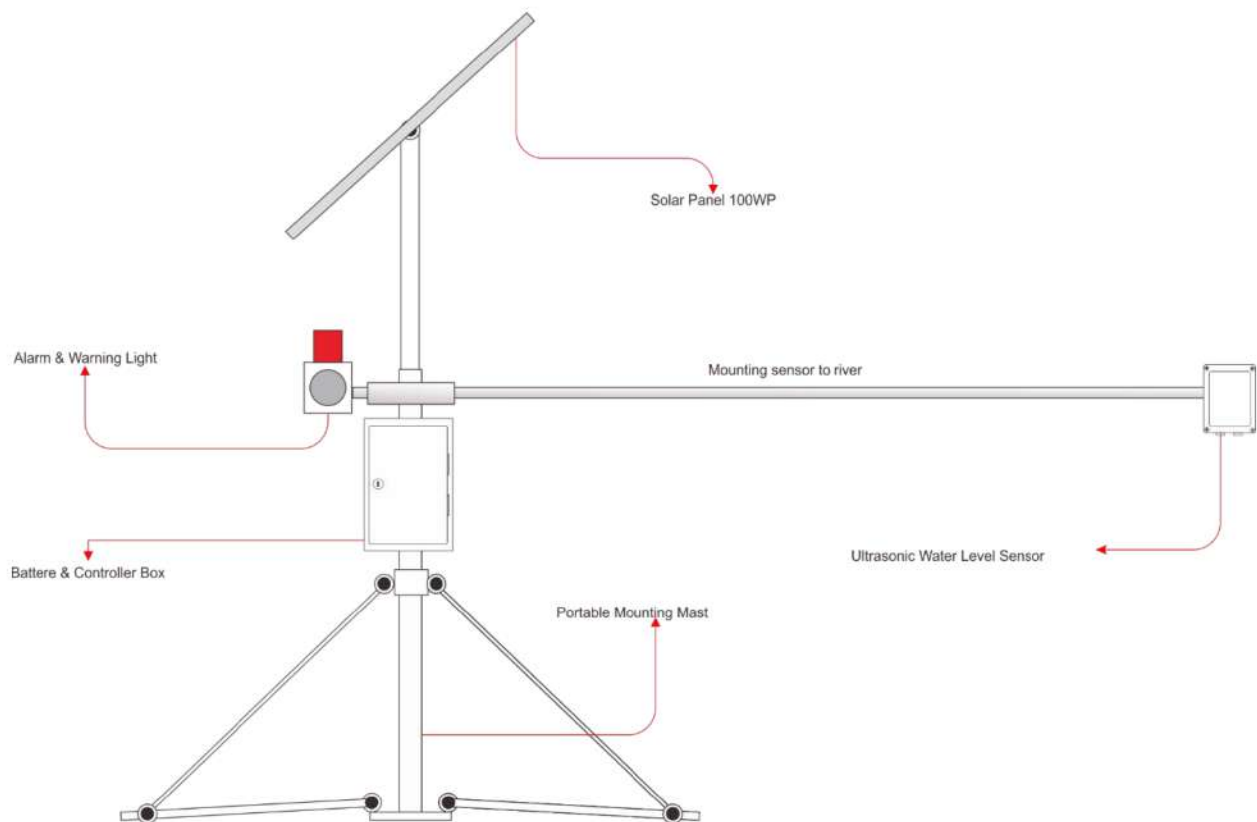 Solar Panel 100WP
Alarm & Warning Light
Mounting sensor to river
Ultrasonic Water Level Sensor
Battere & Controller Box
Portable Mounting Mast